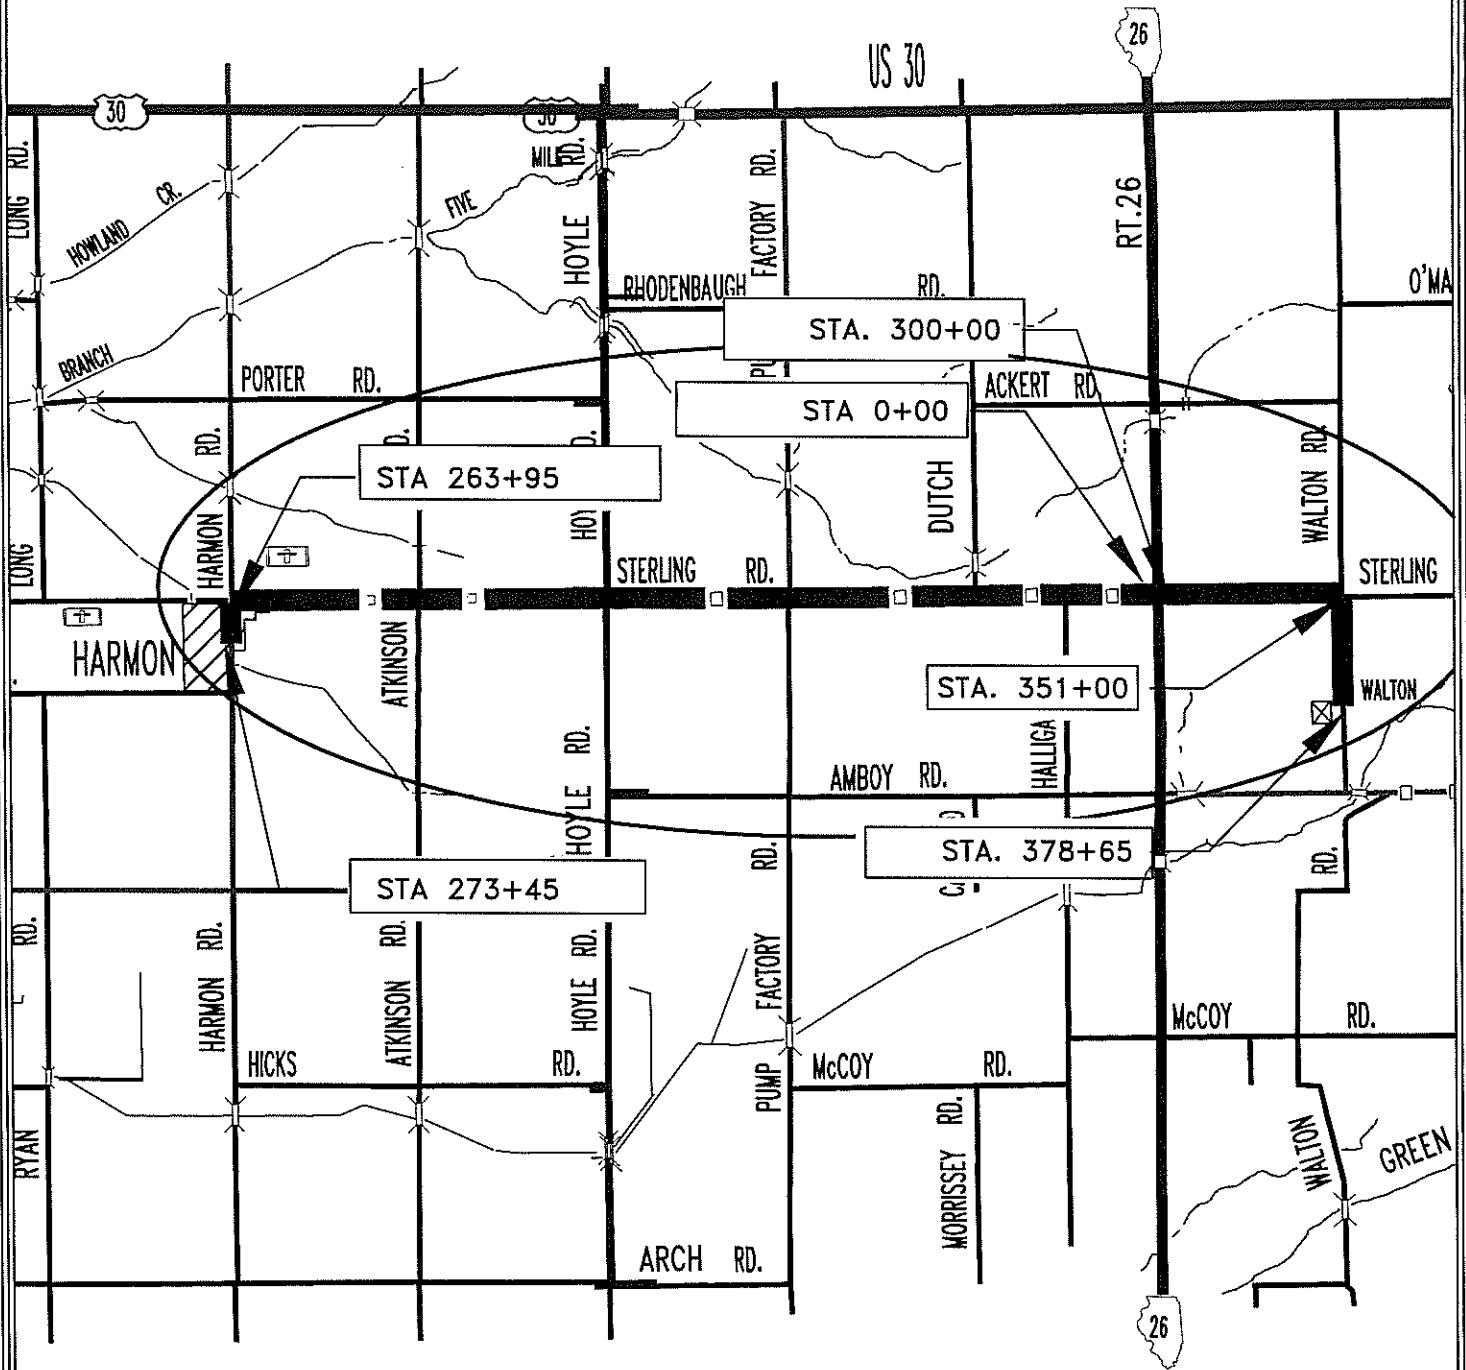 26
US 30
30
30
LONG RD.
HOWLAND CR.
FIVE MILE
HOYLE RD.
FACTORY RD.
RT.26
RHODENBAUGH RD.
O'MA
STA. 300+00
BRANCH
PORTER RD.
ACKERT RD.
STA 0+00
HARMON RD.
STA 263+95
DUTCH
WALTON RD.
LONG
STERLING RD.
STERLING
HARMON
ATKINSON
STA. 351+00
WALTON
HOYLE RD.
AMBOY RD.
HALLIGA
STA. 378+65
RD.
RD.
STA 273+45
RD.
HARMON RD.
ATKINSON RD.
HOYLE RD.
PUMP FACTORY
McCOY RD.
HICKS RD.
McCOY RD.
RYAN
MORRISSEY RD.
WALTON
GREEN
ARCH RD.
26